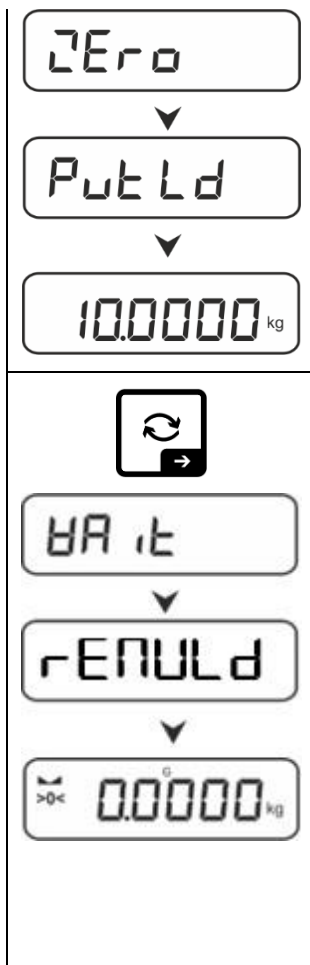 ZEro
PutLd
10.0000 kg
WAit
rEMULd
G
>0< 0.0000 kg